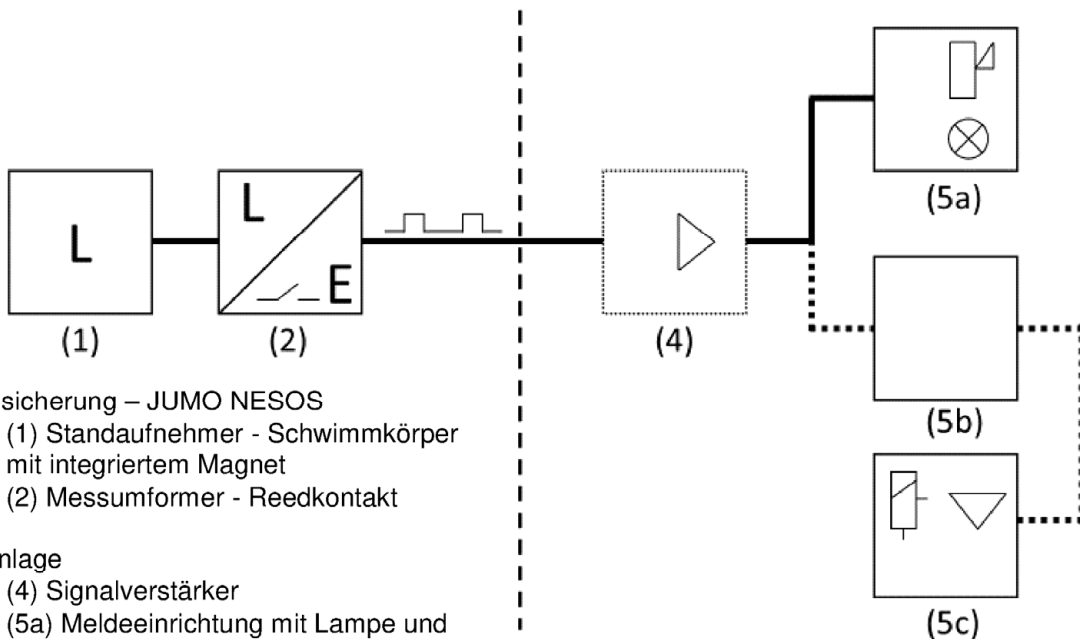 L
L
E
(1)
(2)
(4)
(5a)
(5b)
(5c)
sicherung – JUMO NESOS
(1) Standaufnehmer - Schwimmkörper
mit integriertem Magnet
(2) Messumformer - Reedkontakt
nlage
(4) Signalverstärker
(5a) Meldeeinrichtung mit Lampe und